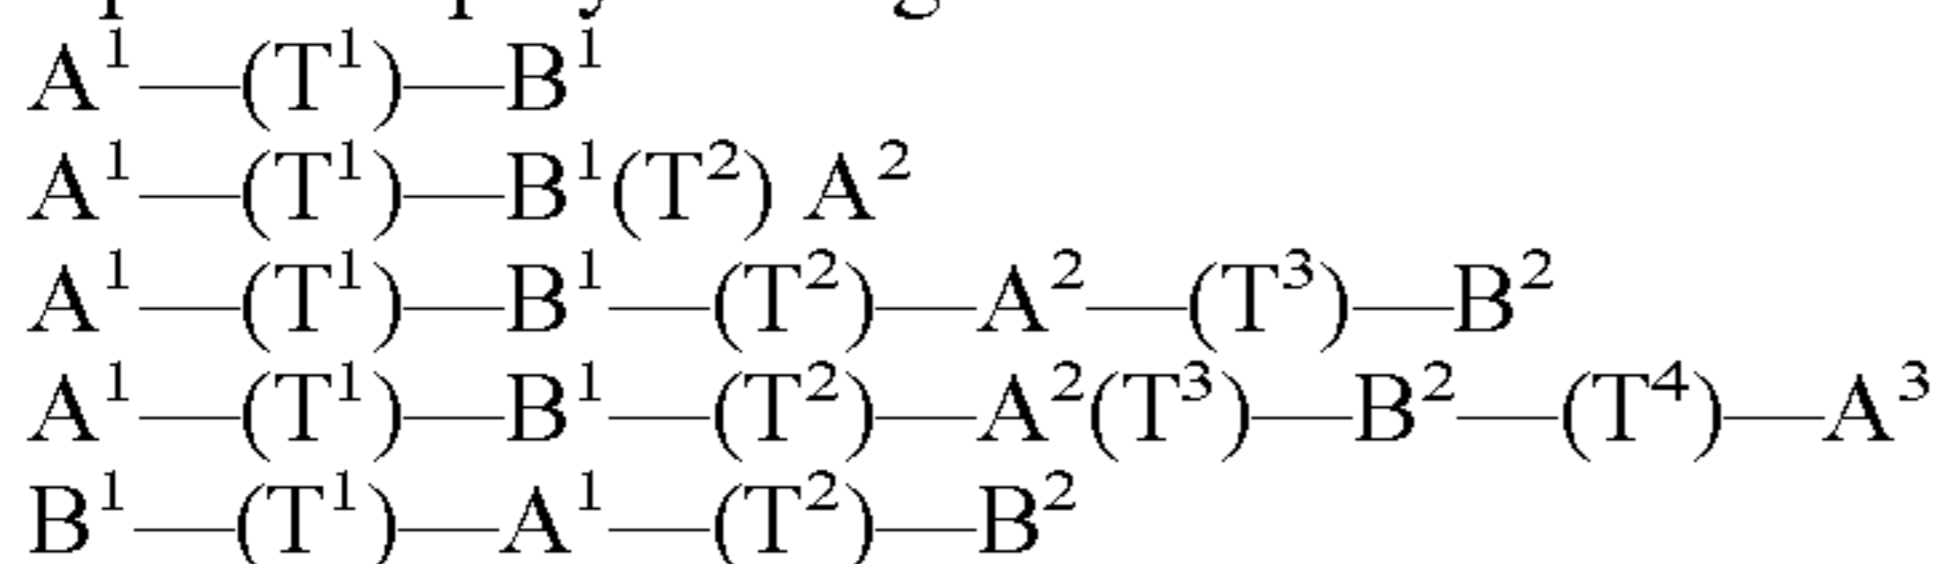 A¹—(T¹)—B¹
A¹—(T¹)—B¹(T²) A²
A¹—(T¹)—B¹—(T²)—A²—(T³)—B²
A¹—(T¹)—B¹—(T²)—A²(T³)—B²—(T⁴)—A³
B¹—(T¹)—A¹—(T²)—B²